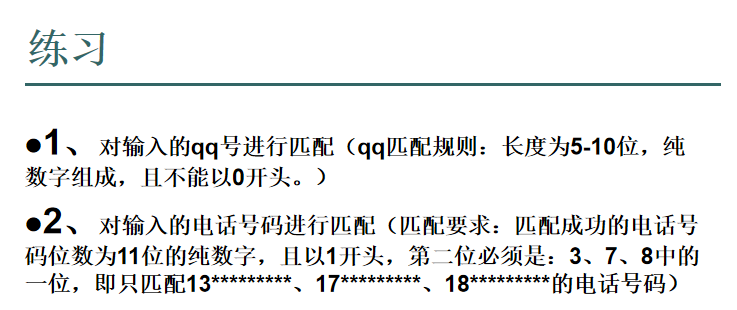 练习
●1、对输入的qq号进行匹配（qq匹配规则：长度为5-10位，纯
数字组成，且不能以0开头。）
●2、对输入的电话号码进行匹配（匹配要求：匹配成功的电话号
码位数为11位的纯数字，且以1开头，第二位必须是：3、7、8中的
一位，即只匹配13*********、17*********、18*********的电话号码）